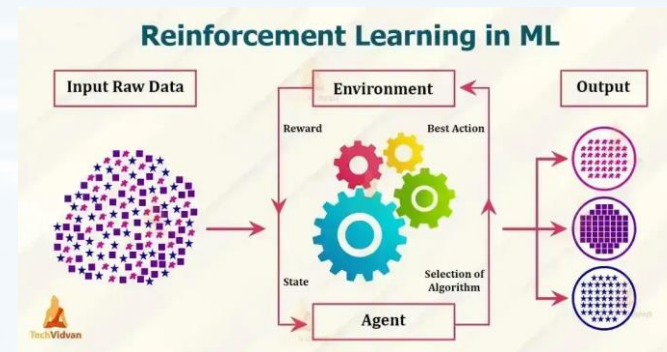 Reinforcement Learning in ML
Input Raw Data
Environment
Output
Reward
Best Action
State
Selection of
Algorithm
Agent
TechVidvan